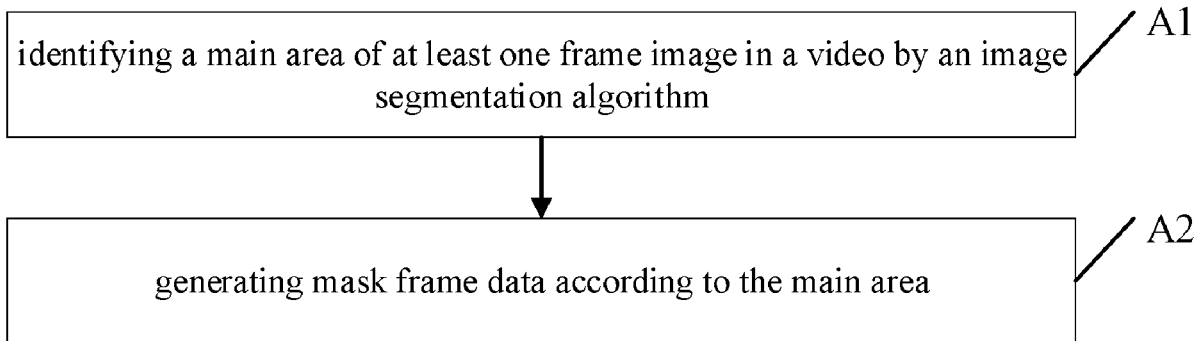 A1
identifying a main area of at least one frame image in a video by an image
segmentation algorithm
A2
generating mask frame data according to the main area